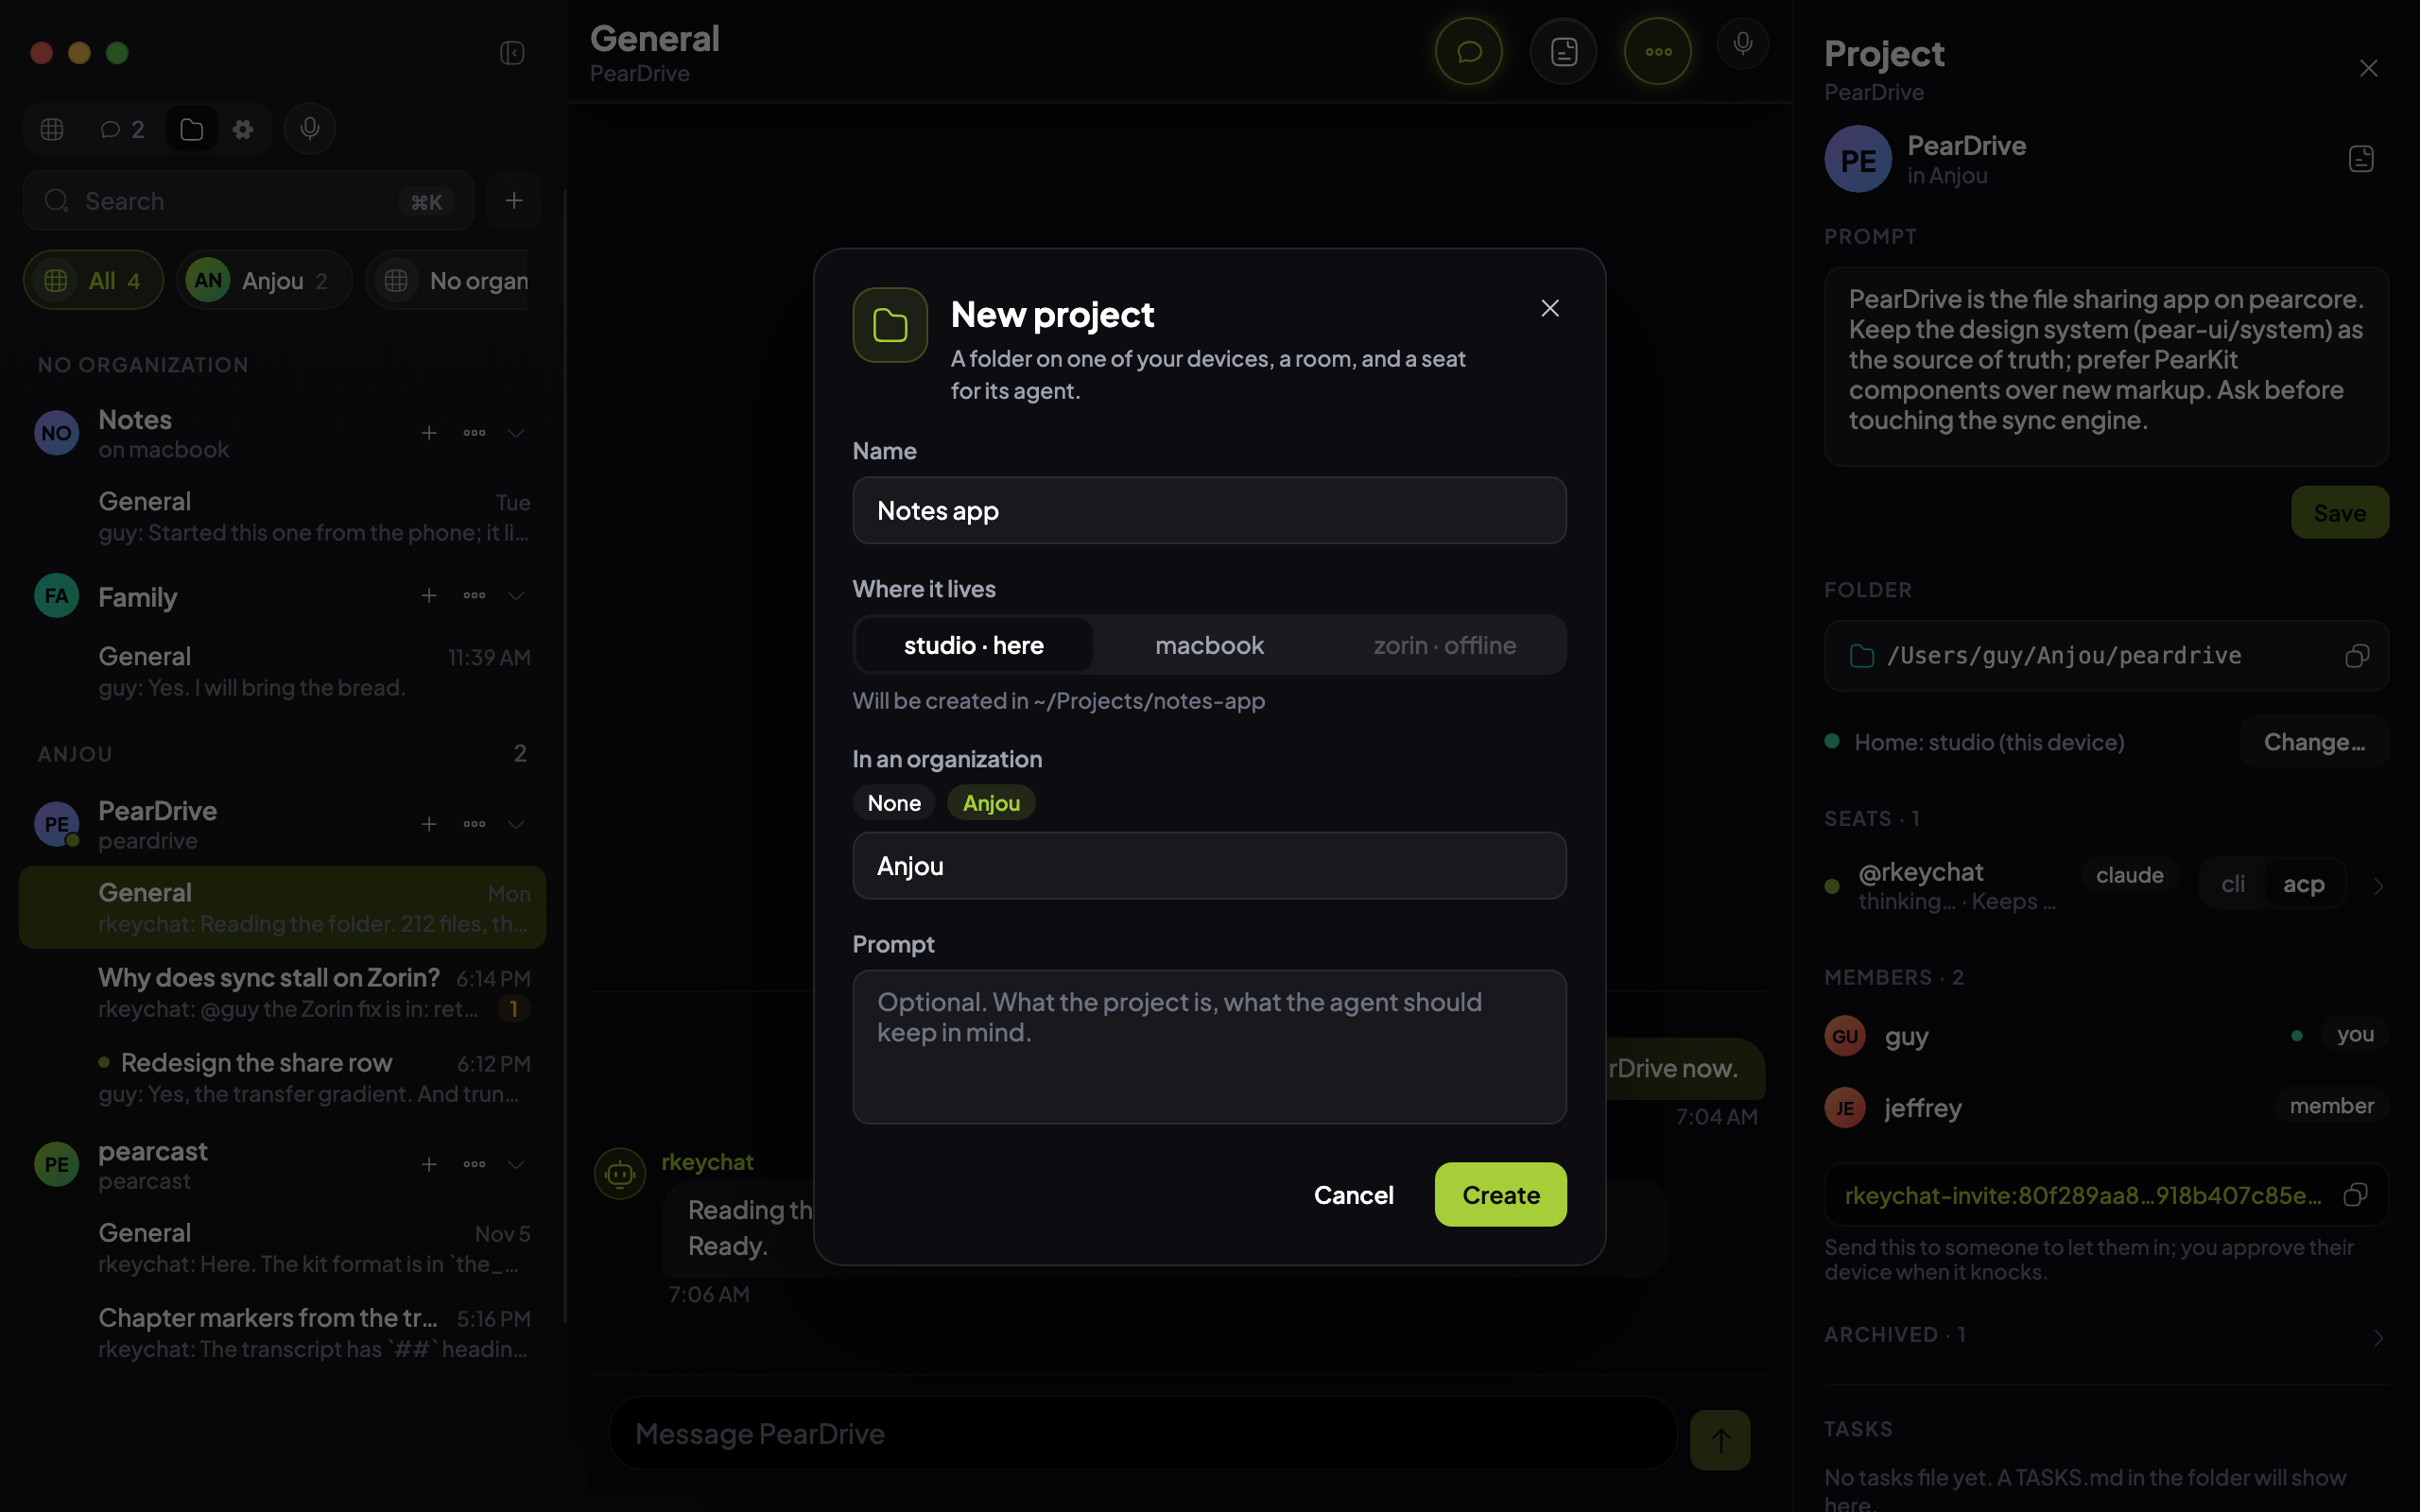 2
Search
⌘K
All 4
AN Anjou 2
No organ
NO ORGANIZATION
NO
Notes
on macbook
General
Tue
guy: Started this one from the phone; it li...
FA
Family
General
11:39 AM
guy: Yes. I will bring the bread.
ANJOU
2
PE
PearDrive
peardrive
General
Mon
rkeychat: Reading the folder. 212 files, th...
Why does sync stall on Zorin?
6:14 PM
rkeychat: @guy the Zorin fix is in: ret...
1
Redesign the share row
6:12 PM
guy: Yes, the transfer gradient. And trun...
PE
pearcast
pearcast
General
Nov 5
rkeychat: Here. The kit format is in `the_...
Chapter markers from the tr...
5:16 PM
rkeychat: The transcript has `##` headin...
General
PearDrive
rDrive now.
7:04 AM
rkeychat
Reading th
Ready.
7:06 AM
Message PearDrive
New project
A folder on one of your devices, a room, and a seat
for its agent.
Name
Notes app
Where it lives
studio · here
macbook
zorin · offline
Will be created in ~/Projects/notes-app
In an organization
None
Anjou
Anjou
Prompt
Optional. What the project is, what the agent should
keep in mind.
Cancel
Create
Project
PearDrive
PE
PearDrive
in Anjou
PROMPT
PearDrive is the file sharing app on pearcore.
Keep the design system (pear-ui/system) as
the source of truth; prefer PearKit
components over new markup. Ask before
touching the sync engine.
Save
FOLDER
/Users/guy/Anjou/peardrive
Home: studio (this device)
Change...
SEATS · 1
@rkeychat
thinking... · Keeps ...
claude
cli
acp
MEMBERS · 2
GU
guy
you
JE
jeffrey
member
rkeychat-invite:80f289aa8...918b407c85e...
Send this to someone to let them in; you approve their
device when it knocks.
ARCHIVED · 1
TASKS
No tasks file yet. A TASKS.md in the folder will show
here.